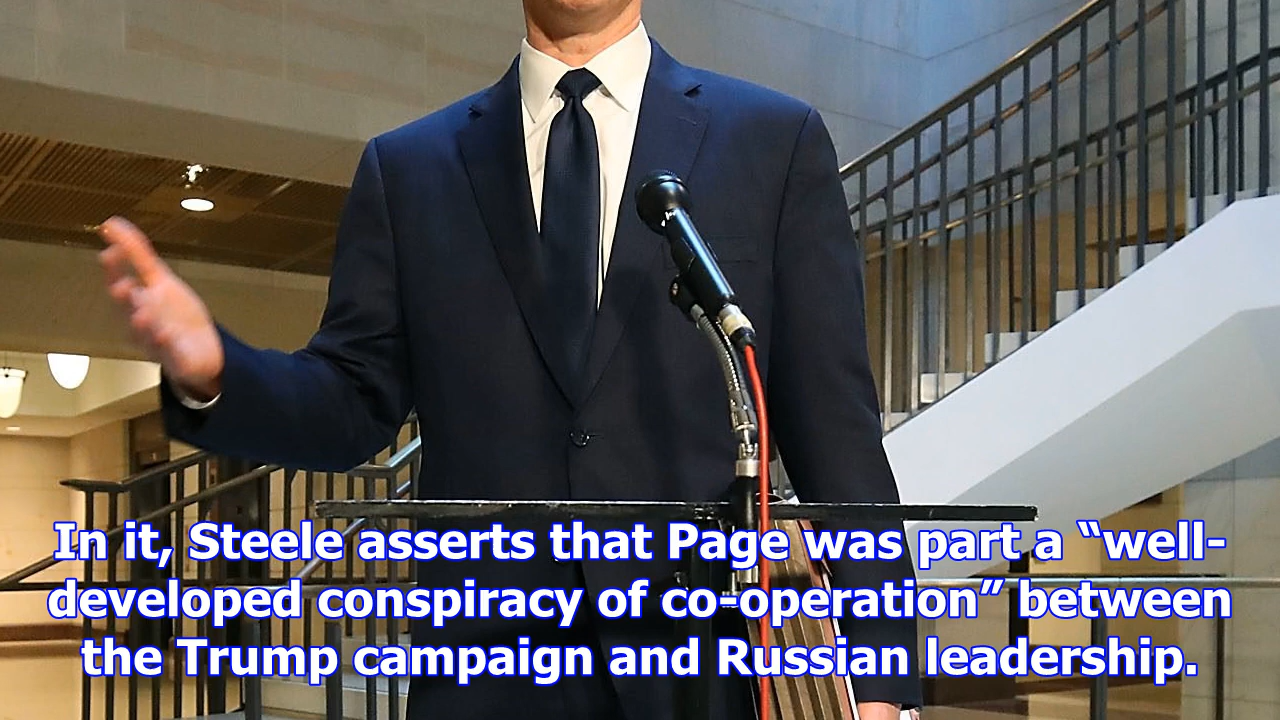 In it, Steele asserts that Page was part a “well-
developed conspiracy of co-operation” between
the Trump campaign and Russian leadership.